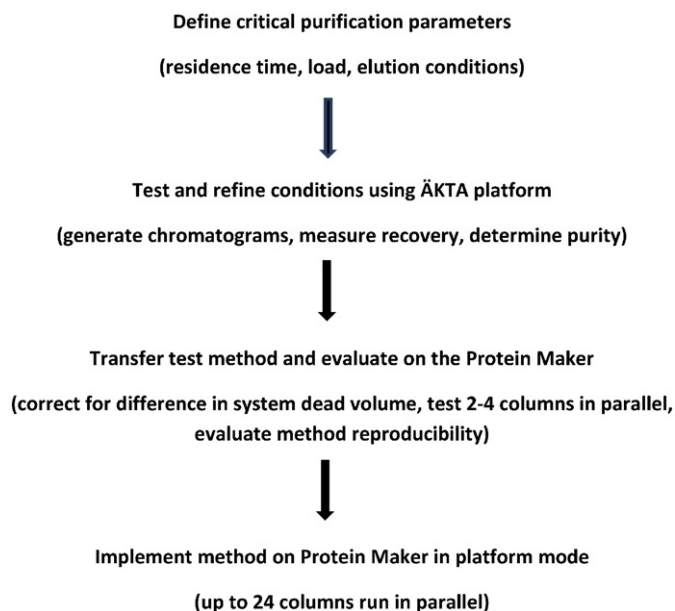 Define critical purification parameters
(residence time, load, elution conditions)
Test and refine conditions using ÄKTA platform
(generate chromatograms, measure recovery, determine purity)
Transfer test method and evaluate on the Protein Maker
(correct for difference in system dead volume, test 2-4 columns in parallel,
evaluate method reproducibility)
Implement method on Protein Maker in platform mode
(up to 24 columns run in parallel)